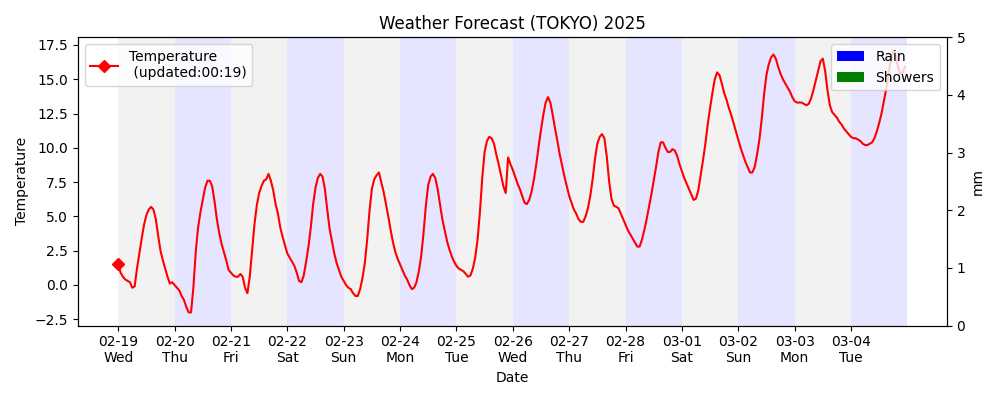 Weather Forecast (TOKYO) 2025
Temperature
(updated:00:19)
Rain
Showers
17.5
15.0
12.5
10.0
7.5
5.0
2.5
0.0
−2.5
Temperature
5
4
3
2
1
0
mm
02-19 02-20 02-21 02-22 02-23 02-24 02-25 02-26 02-27 02-28 03-01 03-02 03-03 03-04
Wed Thu Fri Sat Sun Mon Tue Wed Thu Fri Sat Sun Mon Tue
Date